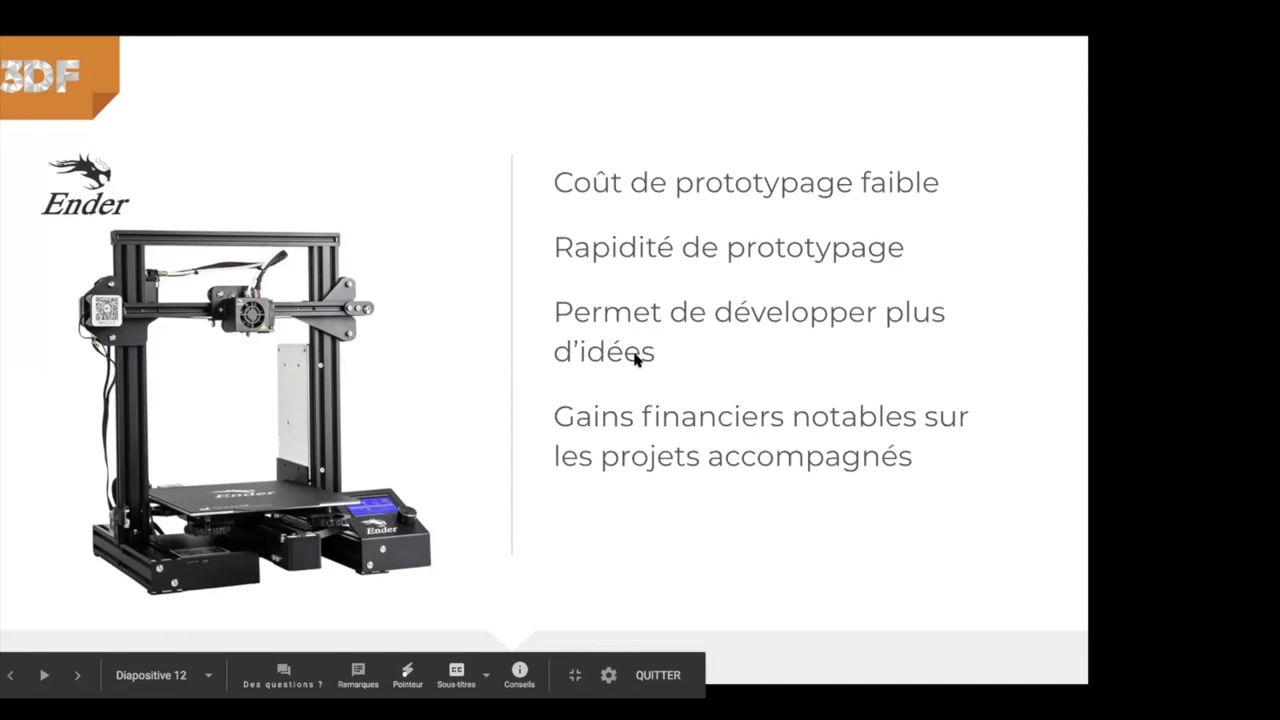 3DF
Ender
Coût de prototypage faible
Rapidité de prototypage
Permet de développer plus
d’idées
Gains financiers notables sur
les projets accompagnés
Ender
Ender
Diapositive 12
Des questions ?
Remarques
Pointeur
CC
Sous-titres
Conseils
QUITTER